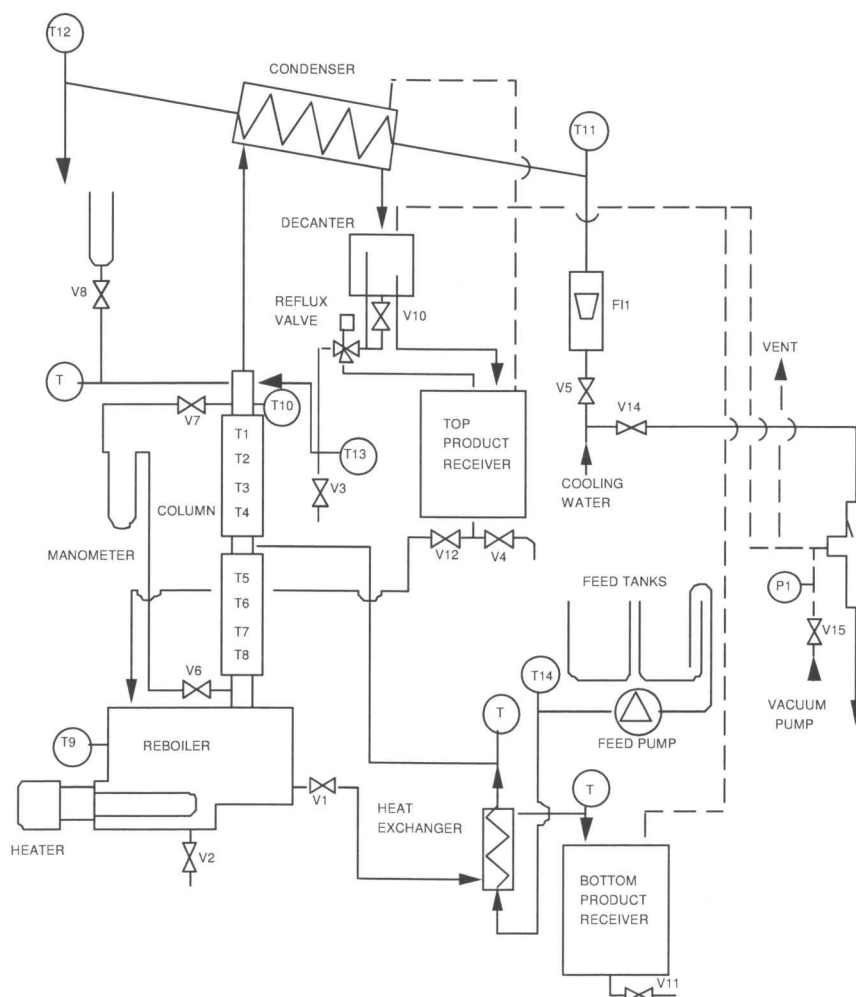 T12
CONDENSER
T11
DECANTER
V8
REFLUX
VALVE
V10
FI1
VENT
T
V5
V14
V7
T10
T1
T2
T3
T4
TOP
PRODUCT
RECEIVER
T13
V3
COLUMN
COOLING
WATER
MANOMETER
V12
V4
T5
T6
T7
T8
FEED TANKS
P1
V15
V6
T14
VACUUM
PUMP
T
FEED PUMP
T9
REBOILER
V1
HEAT
EXCHANGER
T
HEATER
V2
BOTTOM
PRODUCT
RECEIVER
V11